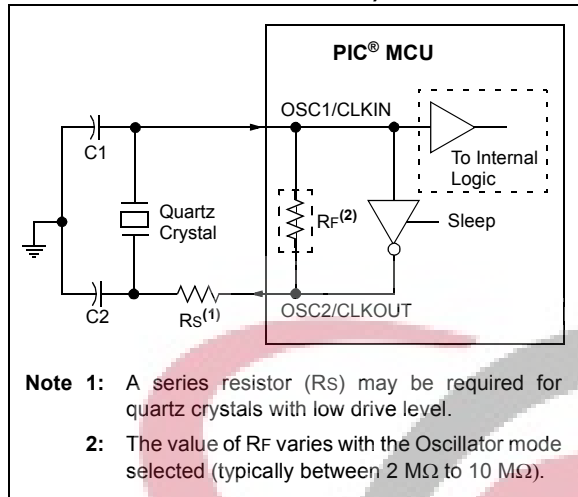 PIC® MCU
OSC1/CLKIN
C1
To Internal
Logic
Quartz
Crystal
RF(2)
Sleep
C2
RS(1)
OSC2/CLKOUT
Note 1: A series resistor (RS) may be required for
quartz crystals with low drive level.
2: The value of RF varies with the Oscillator mode
selected (typically between 2 MΩ to 10 MΩ).